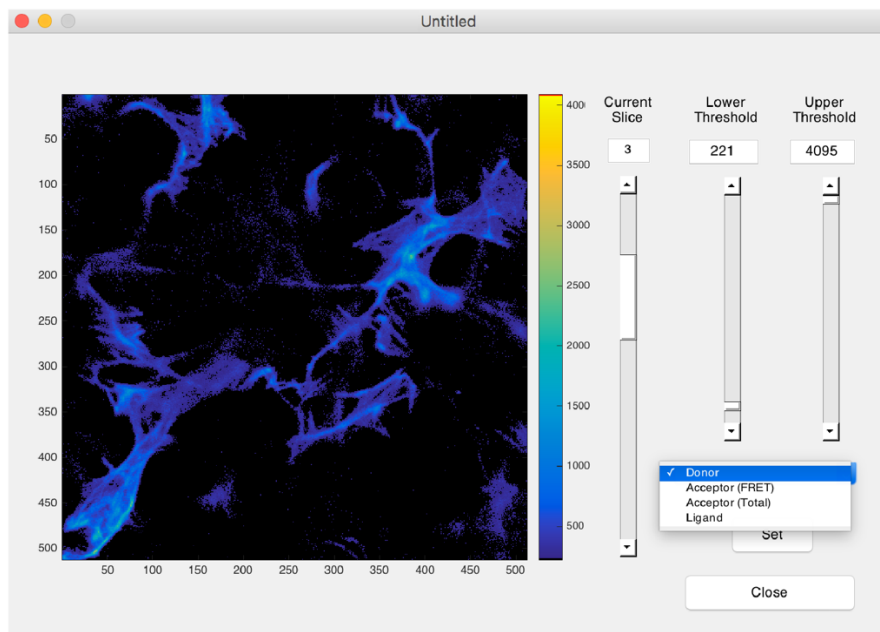 Untitled
Current
Slice
Lower
Threshold
Upper
Threshold
3
221
4095
50
100
150
200
250
300
350
400
450
500
50
100
150
200
250
300
350
400
450
500
400
3500
3000
2500
2000
1500
1000
500
✓ Donor
Acceptor (FRET)
Acceptor (Total)
Ligand
Set
Close